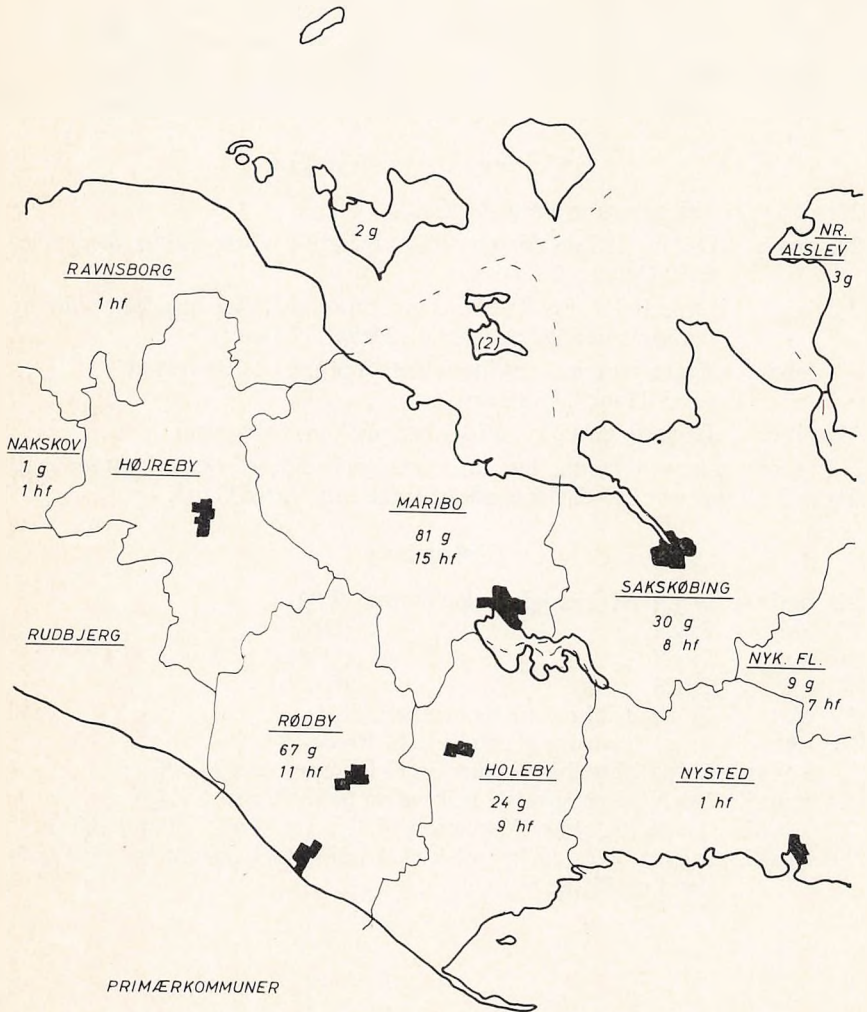 2 g
NR.
ALSLEV
3g
RAVNSBORG
1 hf
(2)
NAKSKOV
1 g
1 hf
HØJREBY
MARIBO
81 g
15 hf
SAKSKØBING
30 g
8 hf
RUDBJERG
NYK. FL.
9 g
7 hf
RØDBY
67 g
11 hf
HOLEBY
24 g
9 hf
NYSTED
1 hf
PRIMÆRKOMMUNER